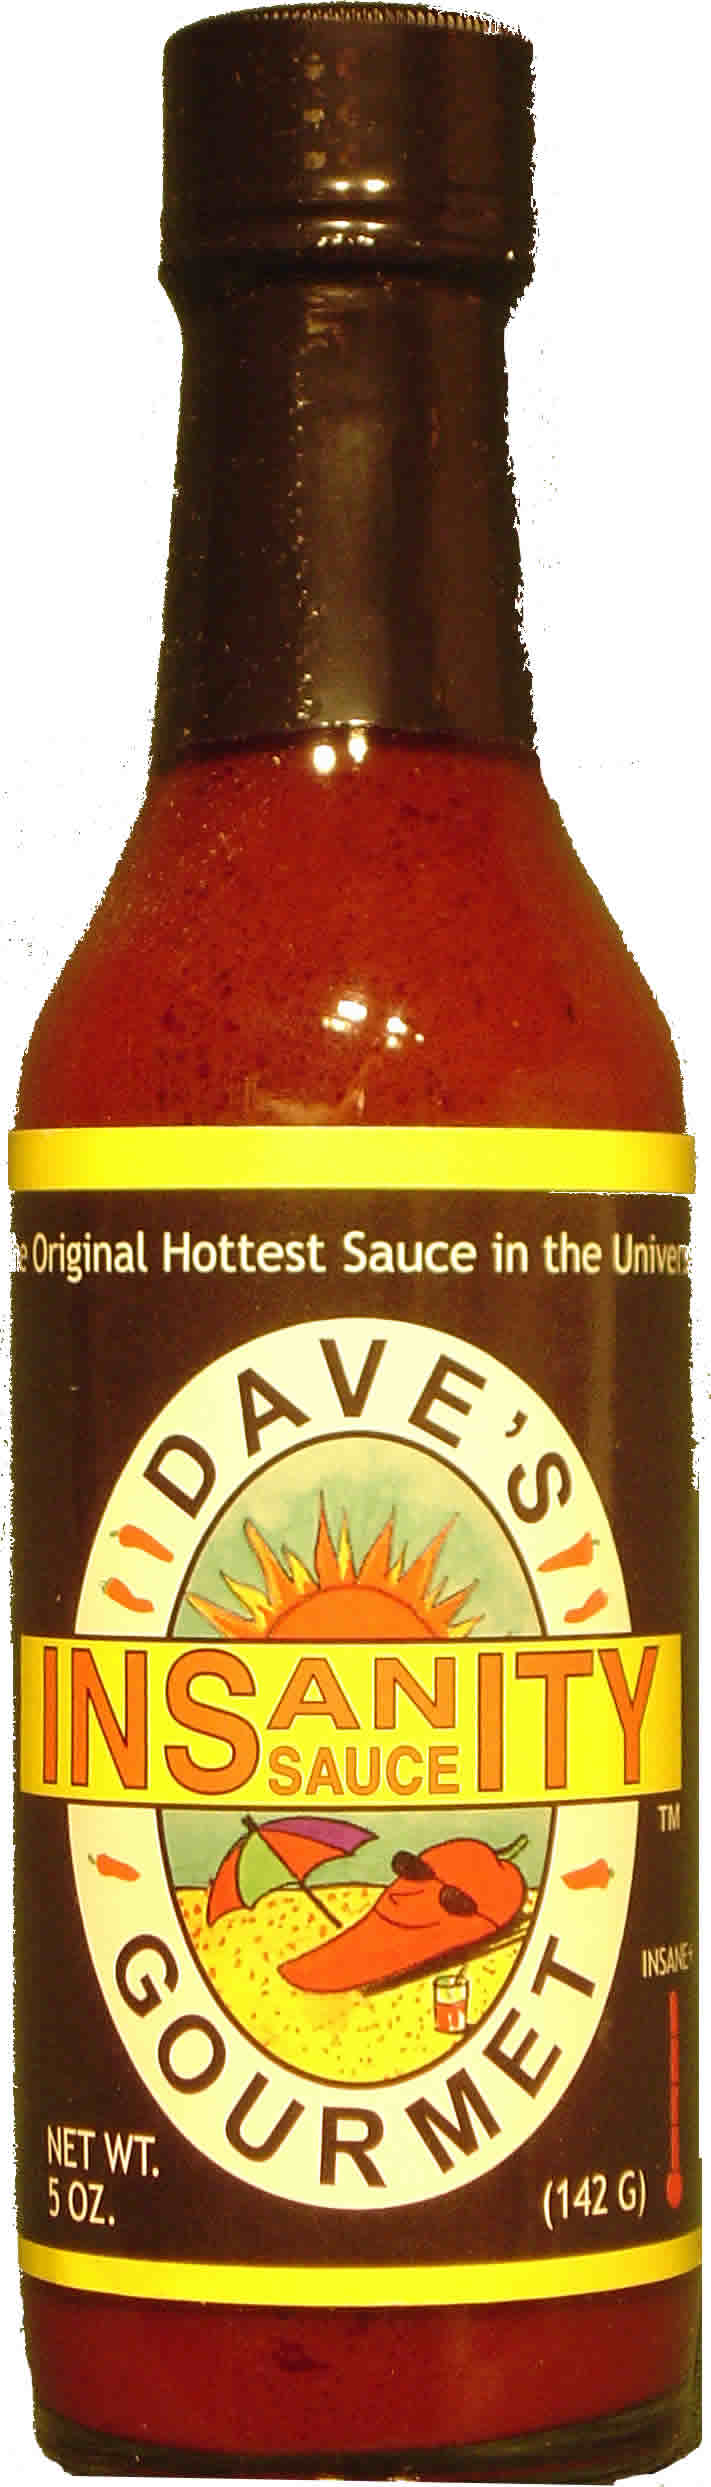 e Original Hottest Sauce in the Univers
DAVE'S
INSANITY
SAUCE
TM
GOURMET
INSANE+
NET WT.
5 OZ.
(142 G)